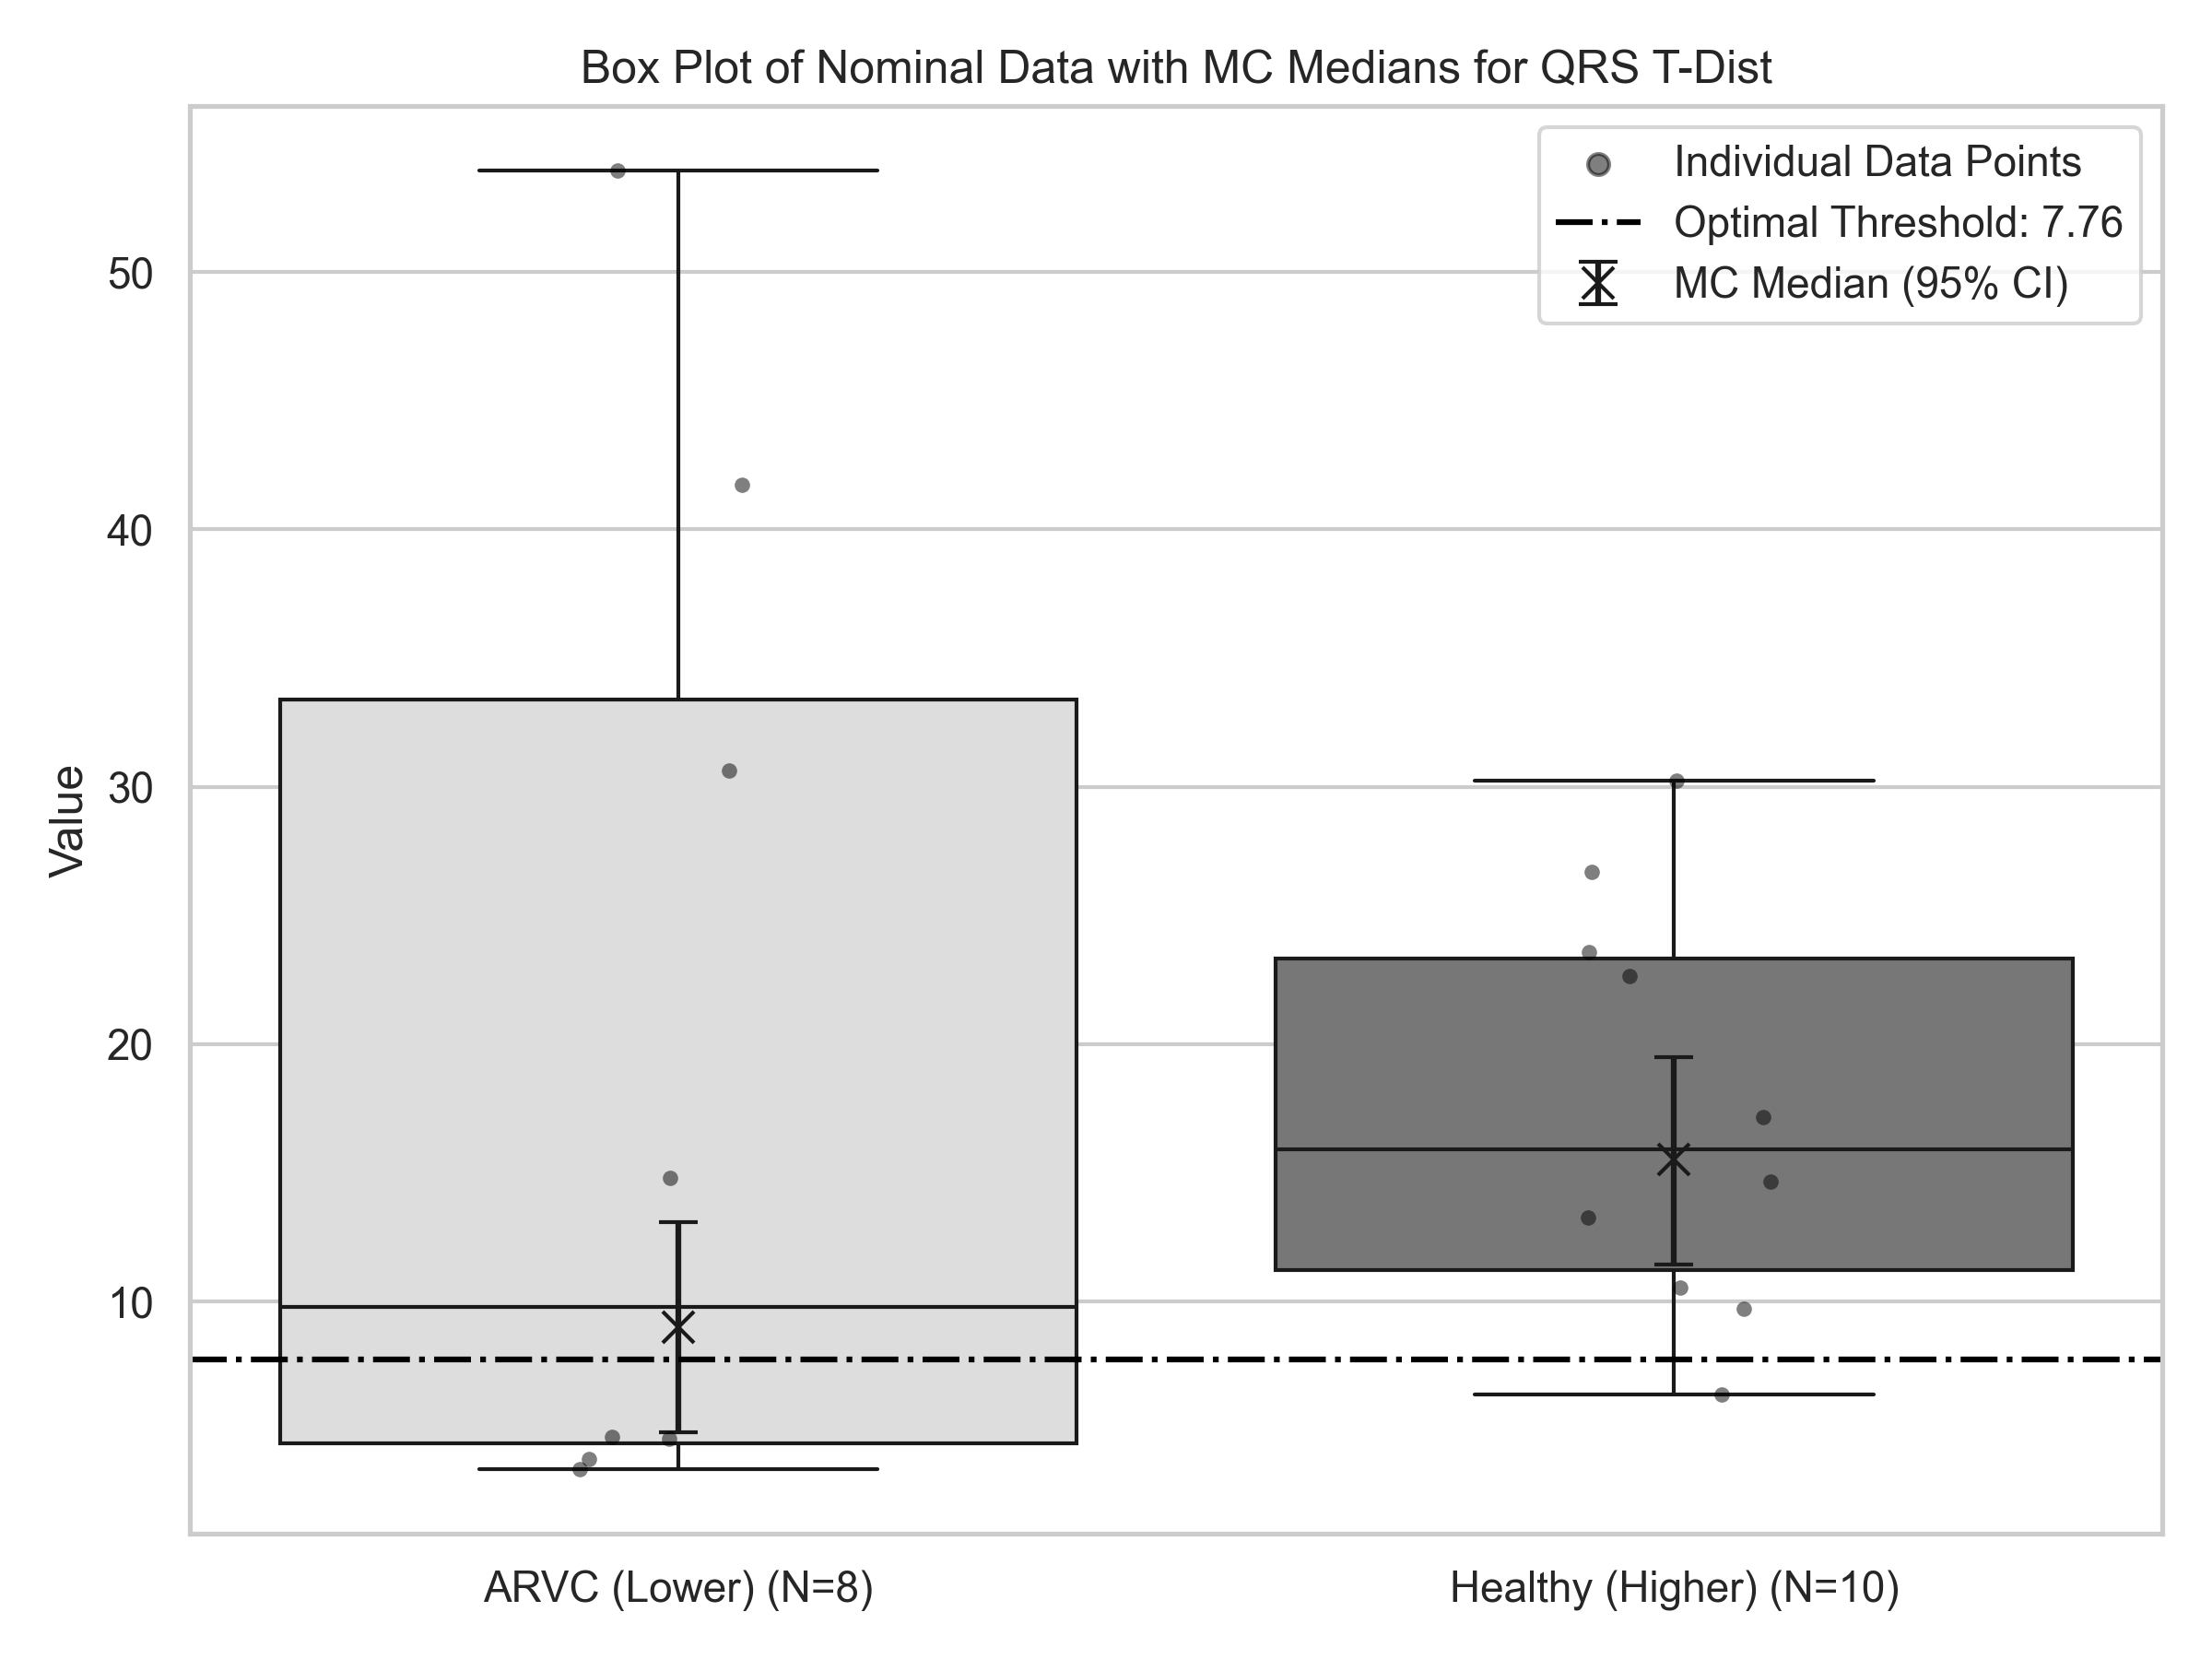 Box Plot of Nominal Data with MC Medians for QRS T-Dist
Individual Data Points
Optimal Threshold: 7.76
MC Median (95% CI)
50
40
30
20
10
Value
ARVC (Lower) (N=8)
Healthy (Higher) (N=10)